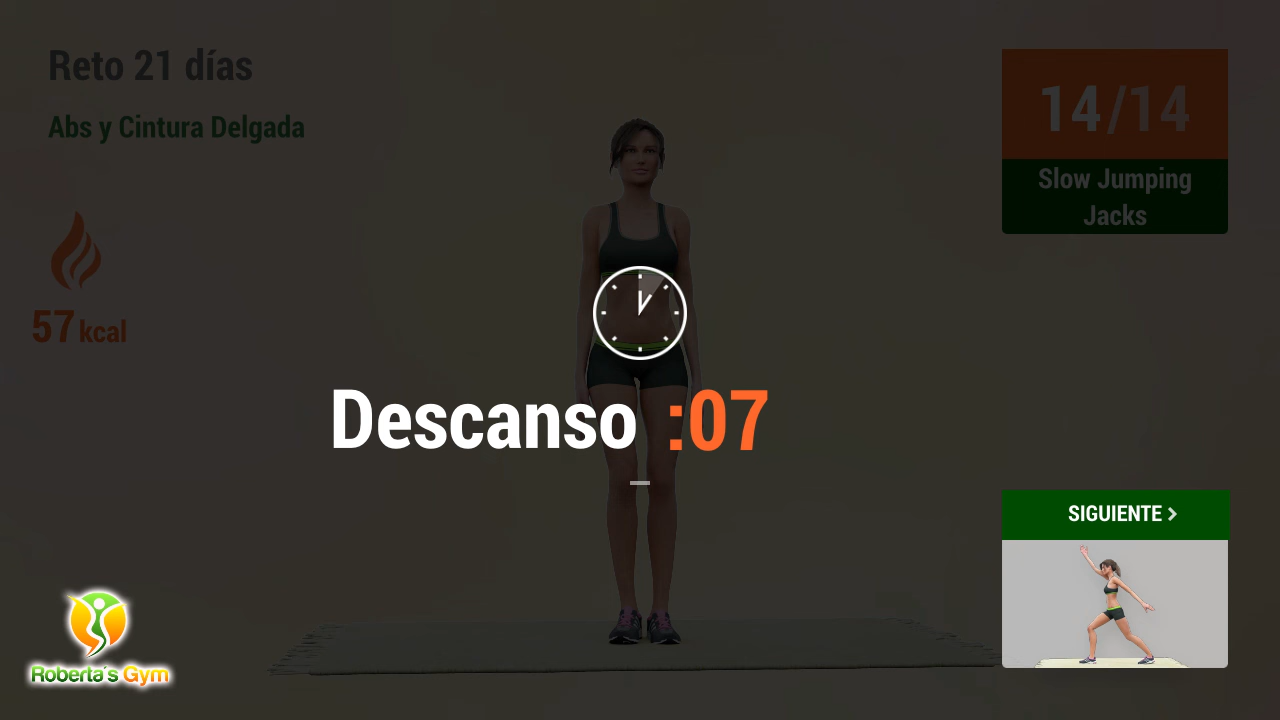 Reto 21 días
Abs y Cintura Delgada
57 kcal
14/14
Slow Jumping
Jacks
Descanso :07
SIGUIENTE >
Roberta´s Gym